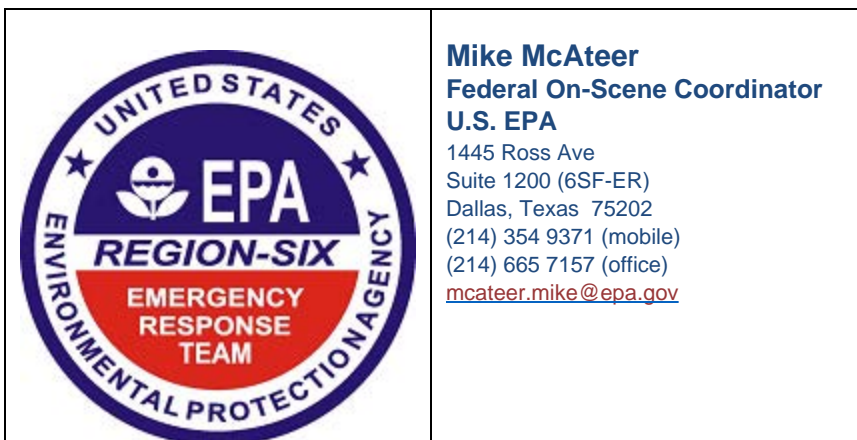 UNITED STATES
EPA
REGION-SIX
EMERGENCY
RESPONSE
TEAM
ENVIRONMENTAL PROTECTION AGENCY
Mike McAteer
Federal On-Scene Coordinator
U.S. EPA
1445 Ross Ave
Suite 1200 (6SF-ER)
Dallas, Texas  75202
(214) 354 9371 (mobile)
(214) 665 7157 (office)
mcateer.mike@epa.gov